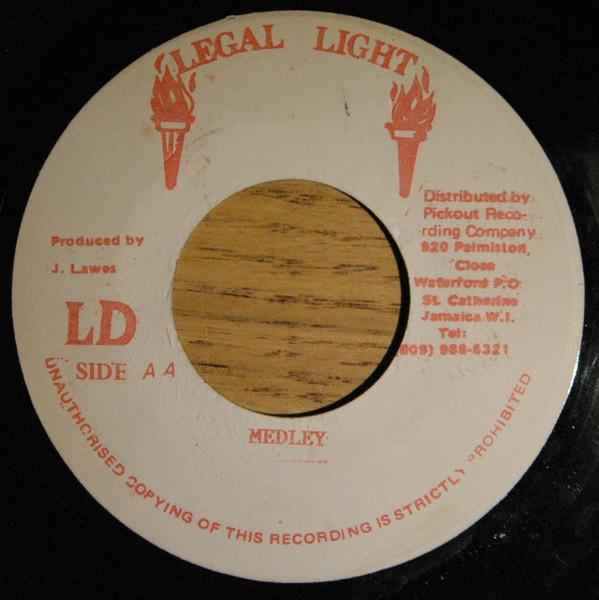 LEGAL LIGHT
Distributed by
Pickout Reco-
rding Company
920 Palmiston,
Close
Waterford P.O.
St. Catherine
Jamaica W.I.
Tel:
809) 988-6321
Produced by
J. Lawes
LD
SIDE AA
MEDLEY
UNAUTHORISED COPYING OF THIS RECORDING IS STRICTLY PROHIBITED